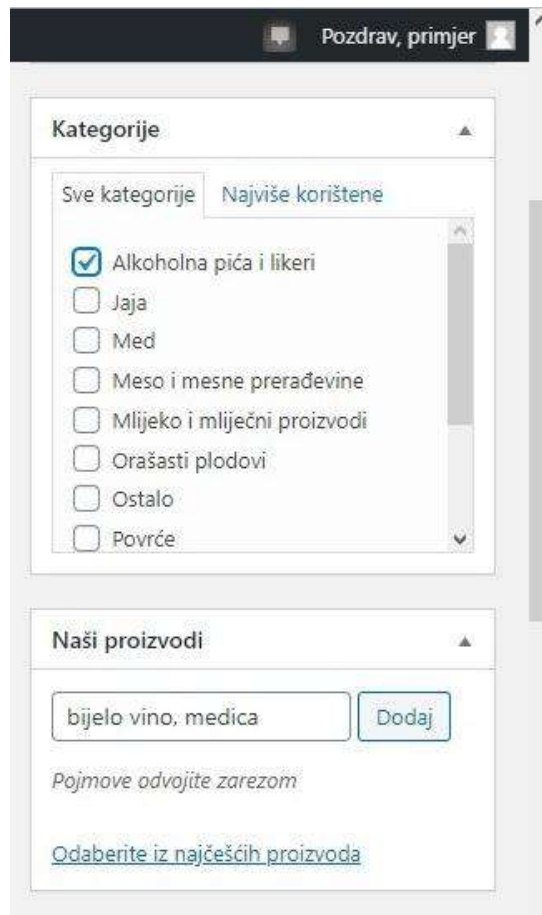 Pozdrav, primjer
Kategorije
Sve kategorije Najviše korištene
Alkoholna pića i likeri
Jaja
Med
Meso i mesne prerađevine
Mlijeko i mliječni proizvodi
Orašasti plodovi
Ostalo
Povrće
Naši proizvodi
bijelo vino, medica Dodaj
Pojmove odvojite zarezom
Odaberite iz najčešćih proizvoda